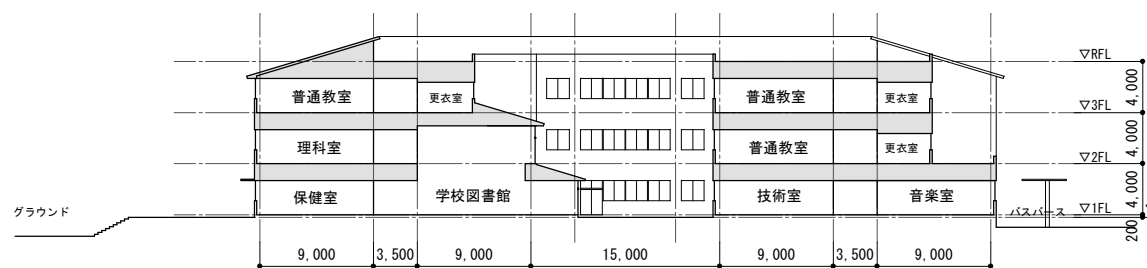 ▽RFL
4,000
普通教室
更衣室
普通教室
更衣室
▽3FL
4,000
理科室
普通教室
更衣室
▽2FL
4,000
保健室
学校図書館
技術室
音楽室
グラウンド
バスバース
▽1FL
200
9,000
3,500
9,000
15,000
9,000
3,500
9,000